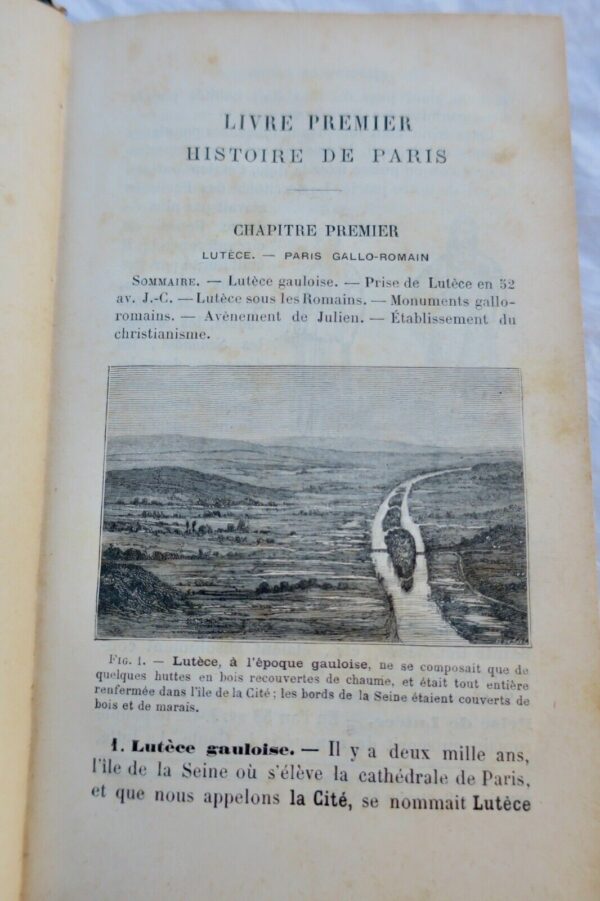 LIVRE PREMIER
HISTOIRE DE PARIS
CHAPITRE PREMIER
LUTÈCE. — PARIS GALLO-ROMAIN
SOMMAIRE. — Lutèce gauloise. — Prise de Lutèce en 52
av. J.-C. — Lutèce sous les Romains. — Monuments gallo-
romains. — Avènement de Julien. — Établissement du
christianisme.
FIG. 1. — Lutèce, à l'époque gauloise, ne se composait que de
quelques huttes en bois recouvertes de chaume, et était tout entière
renfermée dans l'île de la Cité; les bords de la Seine étaient couverts de
bois et de marais.
1. Lutèce gauloise. — Il y a deux mille ans,
l'île de la Seine où s'élève la cathédrale de Paris,
et que nous appelons la Cité, se nommait Lutèce